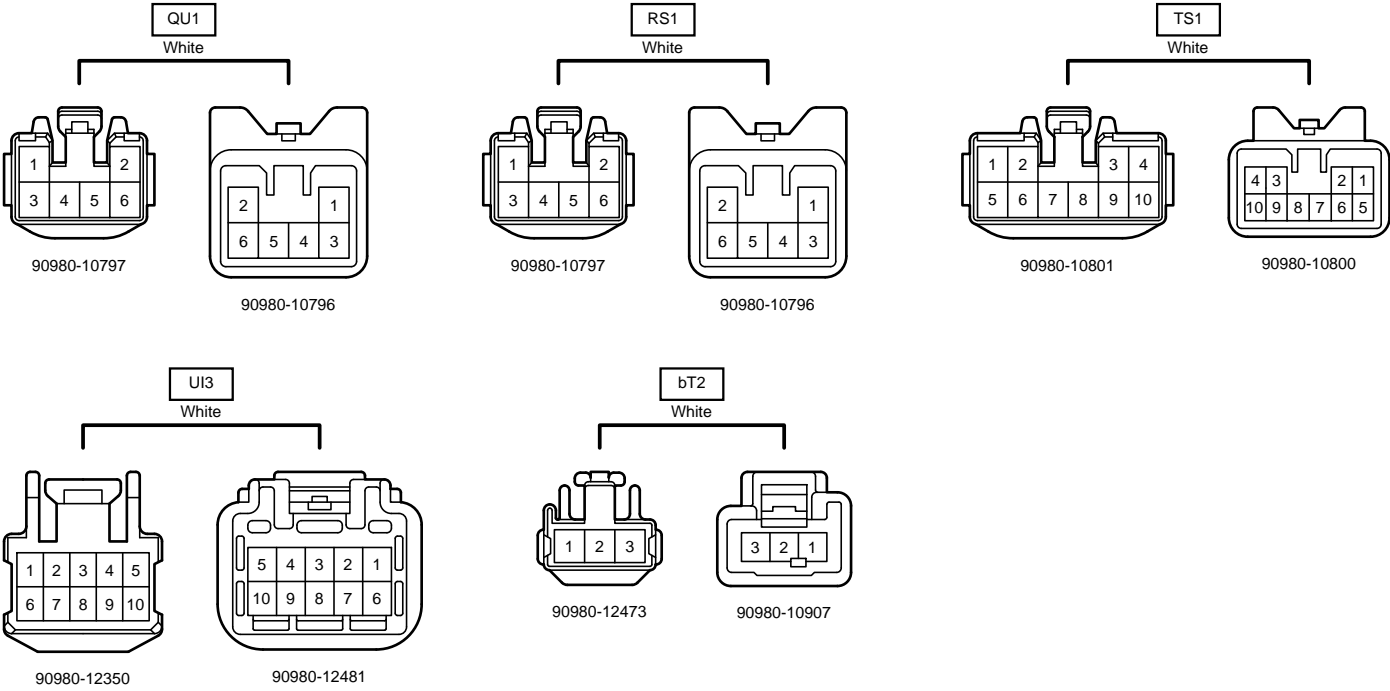 QU1
White
1 2
3 4 5 6
90980-10797
2 1
6 5 4 3
90980-10796
RS1
White
1 2
3 4 5 6
90980-10797
2 1
6 5 4 3
90980-10796
TS1
White
1 2 3 4
5 6 7 8 9 10
90980-10801
4 3 2 1
10 9 8 7 6 5
90980-10800
UI3
White
1 2 3 4 5
6 7 8 9 10
90980-12350
5 4 3 2 1
10 9 8 7 6
90980-12481
bT2
White
1 2 3
90980-12473
3 2 1
90980-10907